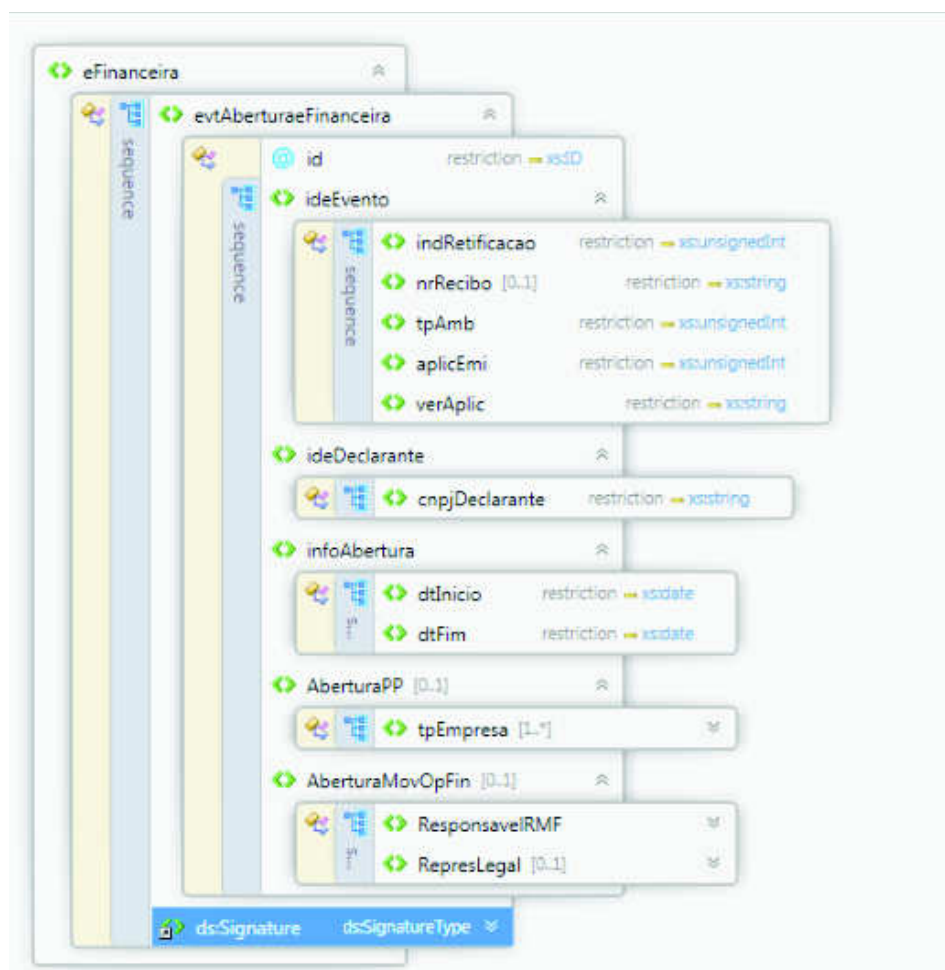 eFinanceira
sequence
evtAberturaeFinanceira
sequence
@ id restriction xs:ID
ideEvento
sequence
indRetificacao restriction xs:unsignedInt
nrRecibo [0..1] restriction xs:string
tpAmb restriction xs:unsignedInt
aplicEmi restriction xs:unsignedInt
verAplic restriction xs:string
ideDeclarante
cnpjDeclarante restriction xs:string
infoAbertura
s...
dtInicio restriction xs:date
dtFim restriction xs:date
AberturaPP [0..1]
tpEmpresa [1..*]
AberturaMovOpFin [0..1]
s...
ResponsavelRMF
RepresLegal [0..1]
ds:Signature ds:SignatureType